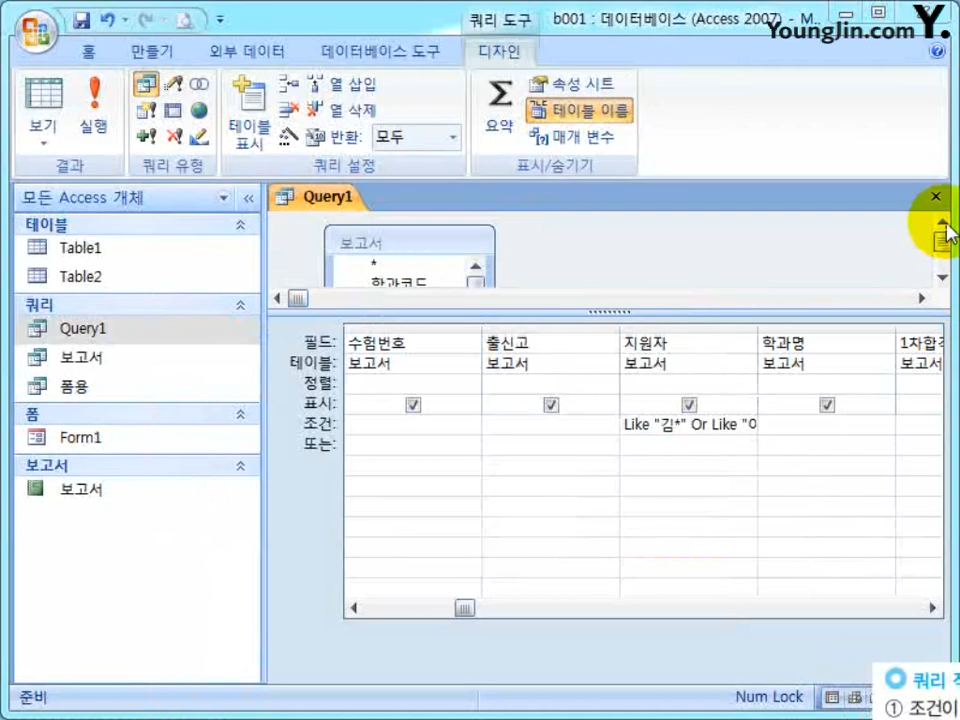 쿼리 도구
b001 : 데이터베이스 (Access 2007) - M..
YoungJin.com Y.
홈 만들기 외부 데이터 데이터베이스 도구 디자인
보기
실행
결과
쿼리 유형
테이블 표시
열 삽입
열 삭제
반환: 모두
쿼리 설정
요약
속성 시트
테이블 이름
매개 변수
표시/숨기기
모든 Access 개체
테이블
Table1
Table2
쿼리
Query1
보고서
폼용
폼
Form1
보고서
보고서
Query1
보고서
*
학과코드
필드: 수험번호 출신고 지원자 학과명
테이블: 보고서 보고서 보고서 보고서 보고서
정렬:
표시:
조건: Like "김*" Or Like "이
또는:
준비
Num Lock
쿼리
① 조건이